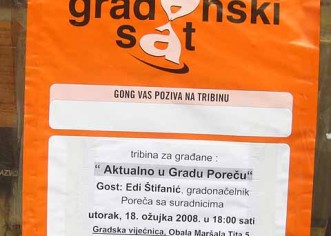 građanski
sat
GONG VAS POZIVA NA TRIBINU
tribina za građane :
“ Aktualno u Gradu Poreču“
Gost: Edi Štifanić, gradonačelnik
Poreča sa suradnicima
utorak, 18. ožujka 2008. u 18:00 sati
Gradska vijećnica, Obala Maršala Tita 5